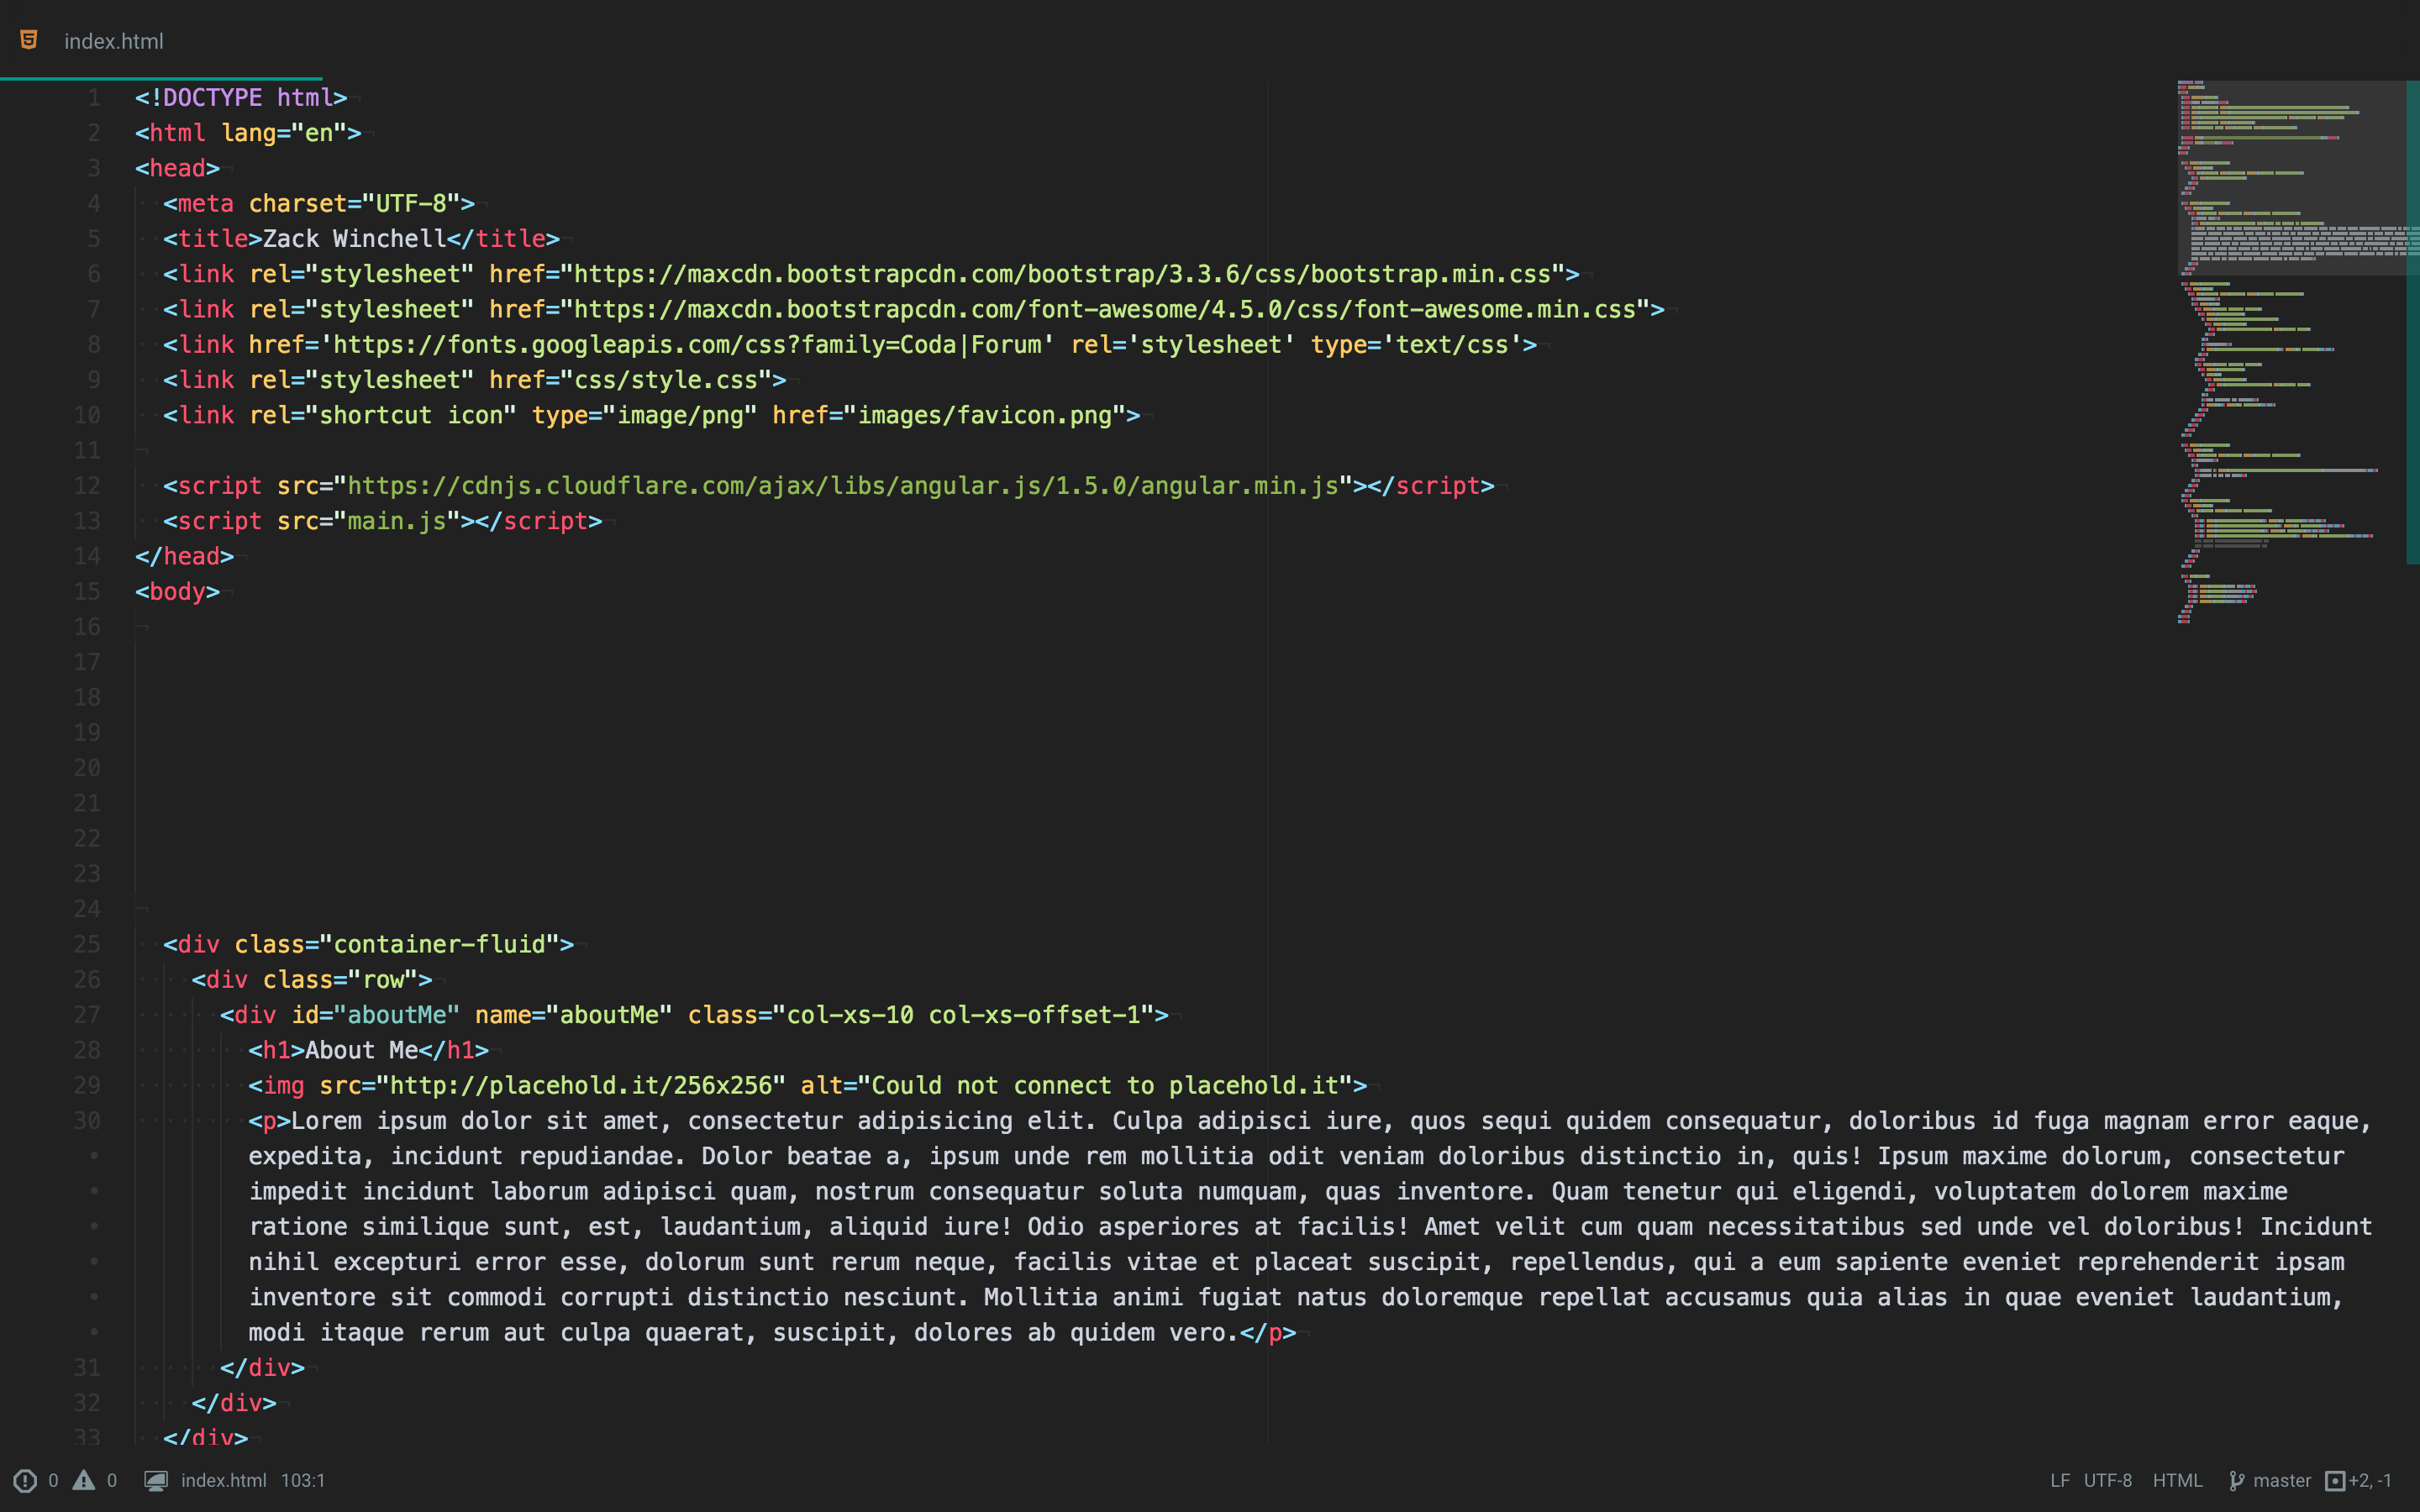 index.html
1 <!DOCTYPE html>
2 <html lang="en">
3 <head>
4 <meta charset="UTF-8">
5 <title>Zack Winchell</title>
6 <link rel="stylesheet" href="https://maxcdn.bootstrapcdn.com/bootstrap/3.3.6/css/bootstrap.min.css">
7 <link rel="stylesheet" href="https://maxcdn.bootstrapcdn.com/font-awesome/4.5.0/css/font-awesome.min.css">
8 <link href='https://fonts.googleapis.com/css?family=Coda|Forum' rel='stylesheet' type='text/css'>
9 <link rel="stylesheet" href="css/style.css">
10 <link rel="shortcut icon" type="image/png" href="images/favicon.png">
11
12 <script src="https://cdnjs.cloudflare.com/ajax/libs/angular.js/1.5.0/angular.min.js"></script>
13 <script src="main.js"></script>
14 </head>
15 <body>
16
17
18
19
20
21
22
23
24
25 <div class="container-fluid">
26 <div class="row">
27 <div id="aboutMe" name="aboutMe" class="col-xs-10 col-xs-offset-1">
28 <h1>About Me</h1>
29 <img src="http://placehold.it/256x256" alt="Could not connect to placehold.it">
30 <p>Lorem ipsum dolor sit amet, consectetur adipisicing elit. Culpa adipisci iure, quos sequi quidem consequatur, doloribus id fuga magnam error eaque,
expedita, incidunt repudiandae. Dolor beatae a, ipsum unde rem mollitia odit veniam doloribus distinctio in, quis! Ipsum maxime dolorum, consectetur
impedit incidunt laborum adipisci quam, nostrum consequatur soluta numquam, quas inventore. Quam tenetur qui eligendi, voluptatem dolorem maxime
ratione similique sunt, est, laudantium, aliquid iure! Odio asperiores at facilis! Amet velit cum quam necessitatibus sed unde vel doloribus! Incidunt
nihil excepturi error esse, dolorum sunt rerum neque, facilis vitae et placeat suscipit, repellendus, qui a eum sapiente eveniet reprehenderit ipsam
inventore sit commodi corrupti distinctio nesciunt. Mollitia animi fugiat natus doloremque repellat accusamus quia alias in quae eveniet laudantium,
modi itaque rerum aut culpa quaerat, suscipit, dolores ab quidem vero.</p>
31 </div>
32 </div>
33 </div>
0 0 index.html 103:1 LF UTF-8 HTML master +2, -1